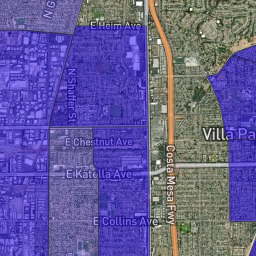 N G
E Heim Ave
N Shaffer St
E Chestnut Ave
Villa Pa
E Katella Ave
Costa Mesa Fwy
E Collins Ave